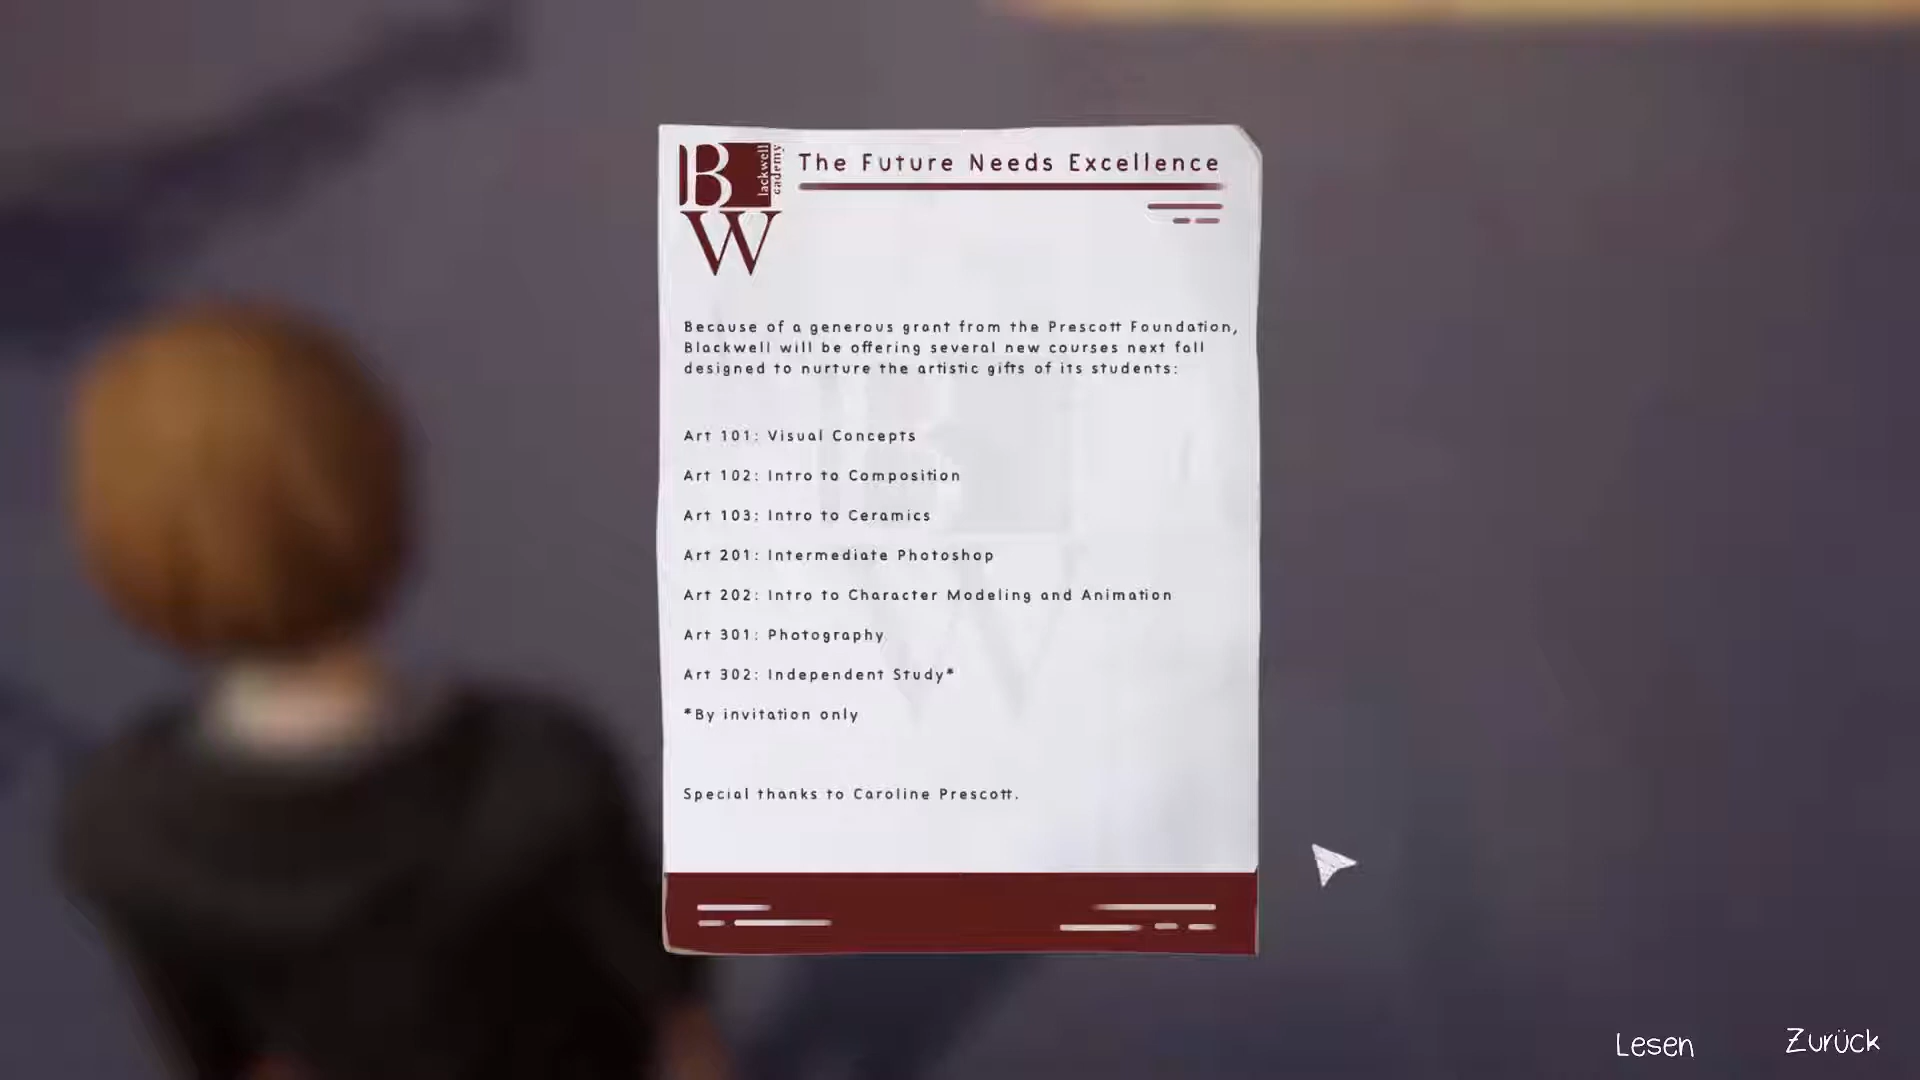 B
lackwell
cademy
W
The Future Needs Excellence
Because of a generous grant from the Prescott Foundation,
Blackwell will be offering several new courses next fall
designed to nurture the artistic gifts of its students:
Art 101: Visual Concepts
Art 102: Intro to Composition
Art 103: Intro to Ceramics
Art 201: Intermediate Photoshop
Art 202: Intro to Character Modeling and Animation
Art 301: Photography
Art 302: Independent Study*
*By invitation only
Special thanks to Caroline Prescott.
Lesen
Zurück